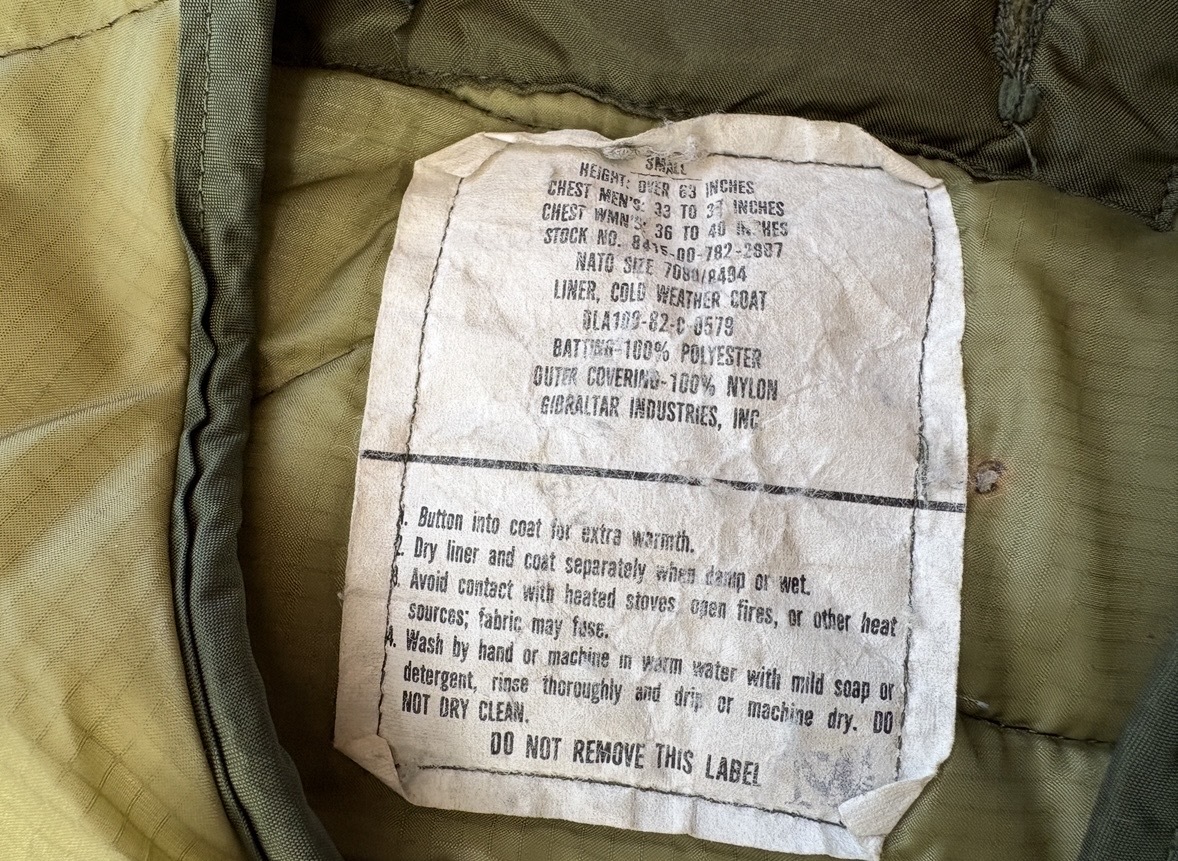 SMALL
HEIGHT: OVER 63 INCHES
CHEST MEN'S: 33 TO 37 INCHES
CHEST WMN'S: 36 TO 40 INCHES
STOCK NO. 8415-00-782-2887
NATO SIZE
LINER, COLD WEATHER COAT
DLA100-82-C-0579
BATTING-100% POLYESTER
OUTER COVERING-100% NYLON
GIBRALTAR INDUSTRIES, INC.
1. Button into coat for extra warmth.
2. Dry liner and coat separately when damp or wet.
3. Avoid contact with heated stoves, open fires, or other heat
sources; fabric may fuse.
4. Wash by hand or machine in warm water with mild soap or
detergent, rinse thoroughly and drip or machine dry. DO
NOT DRY CLEAN.
DO NOT REMOVE THIS LABEL